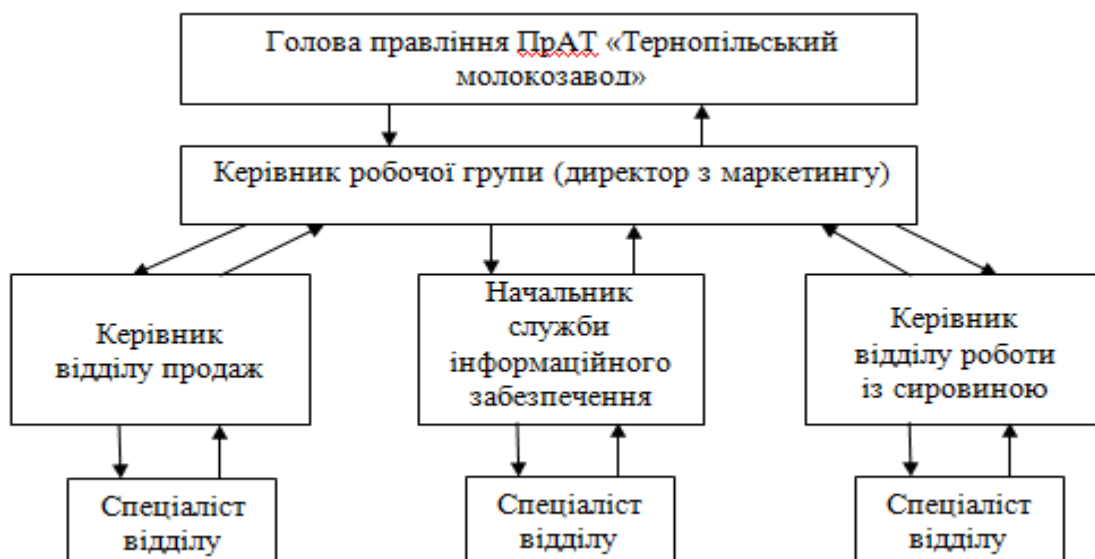 Голова правління ПрАТ «Тернопільський
молокозавод»
Керівник робочої групи (директор з маркетингу)
Керівник
відділу продаж
Начальник
служби
інформаційного
забезпечення
Керівник
відділу роботи
із сировиною
Спеціаліст
відділу
Спеціаліст
відділу
Спеціаліст
відділу